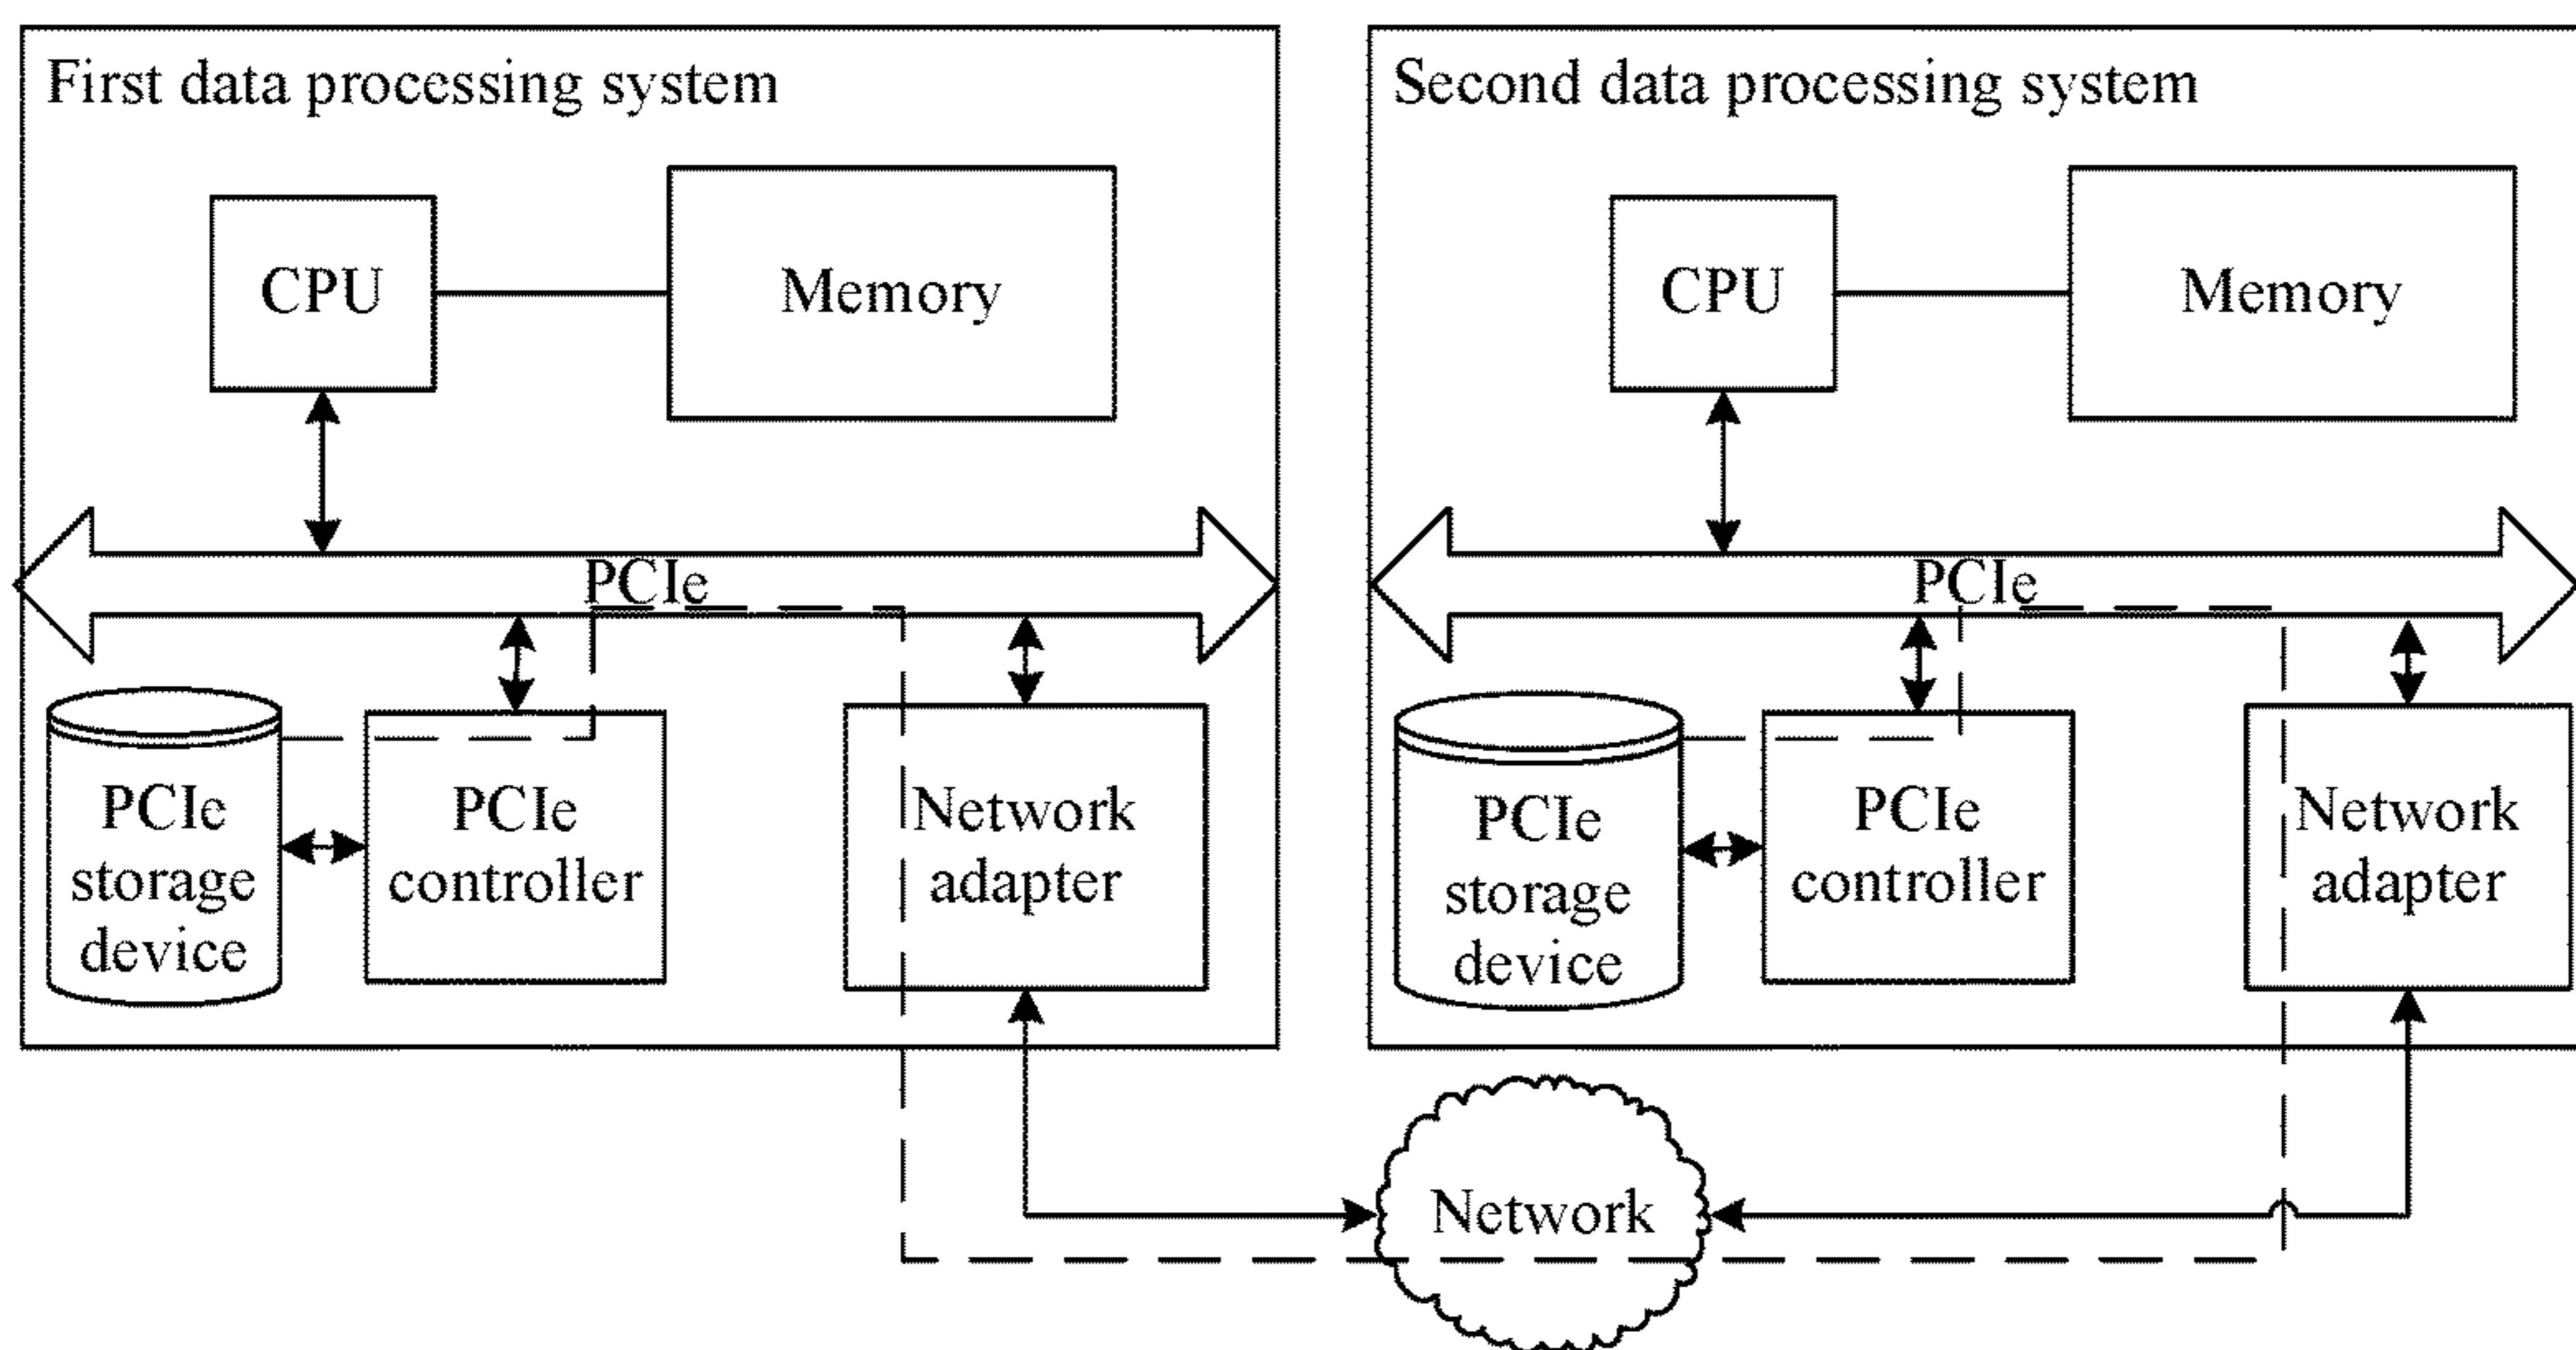 First data processing system
CPU
Memory
PCIe
PCIe
storage
device
PCIe
controller
Network
adapter
Second data processing system
CPU
Memory
PCIe
PCIe
storage
device
PCIe
controller
Network
adapter
Network